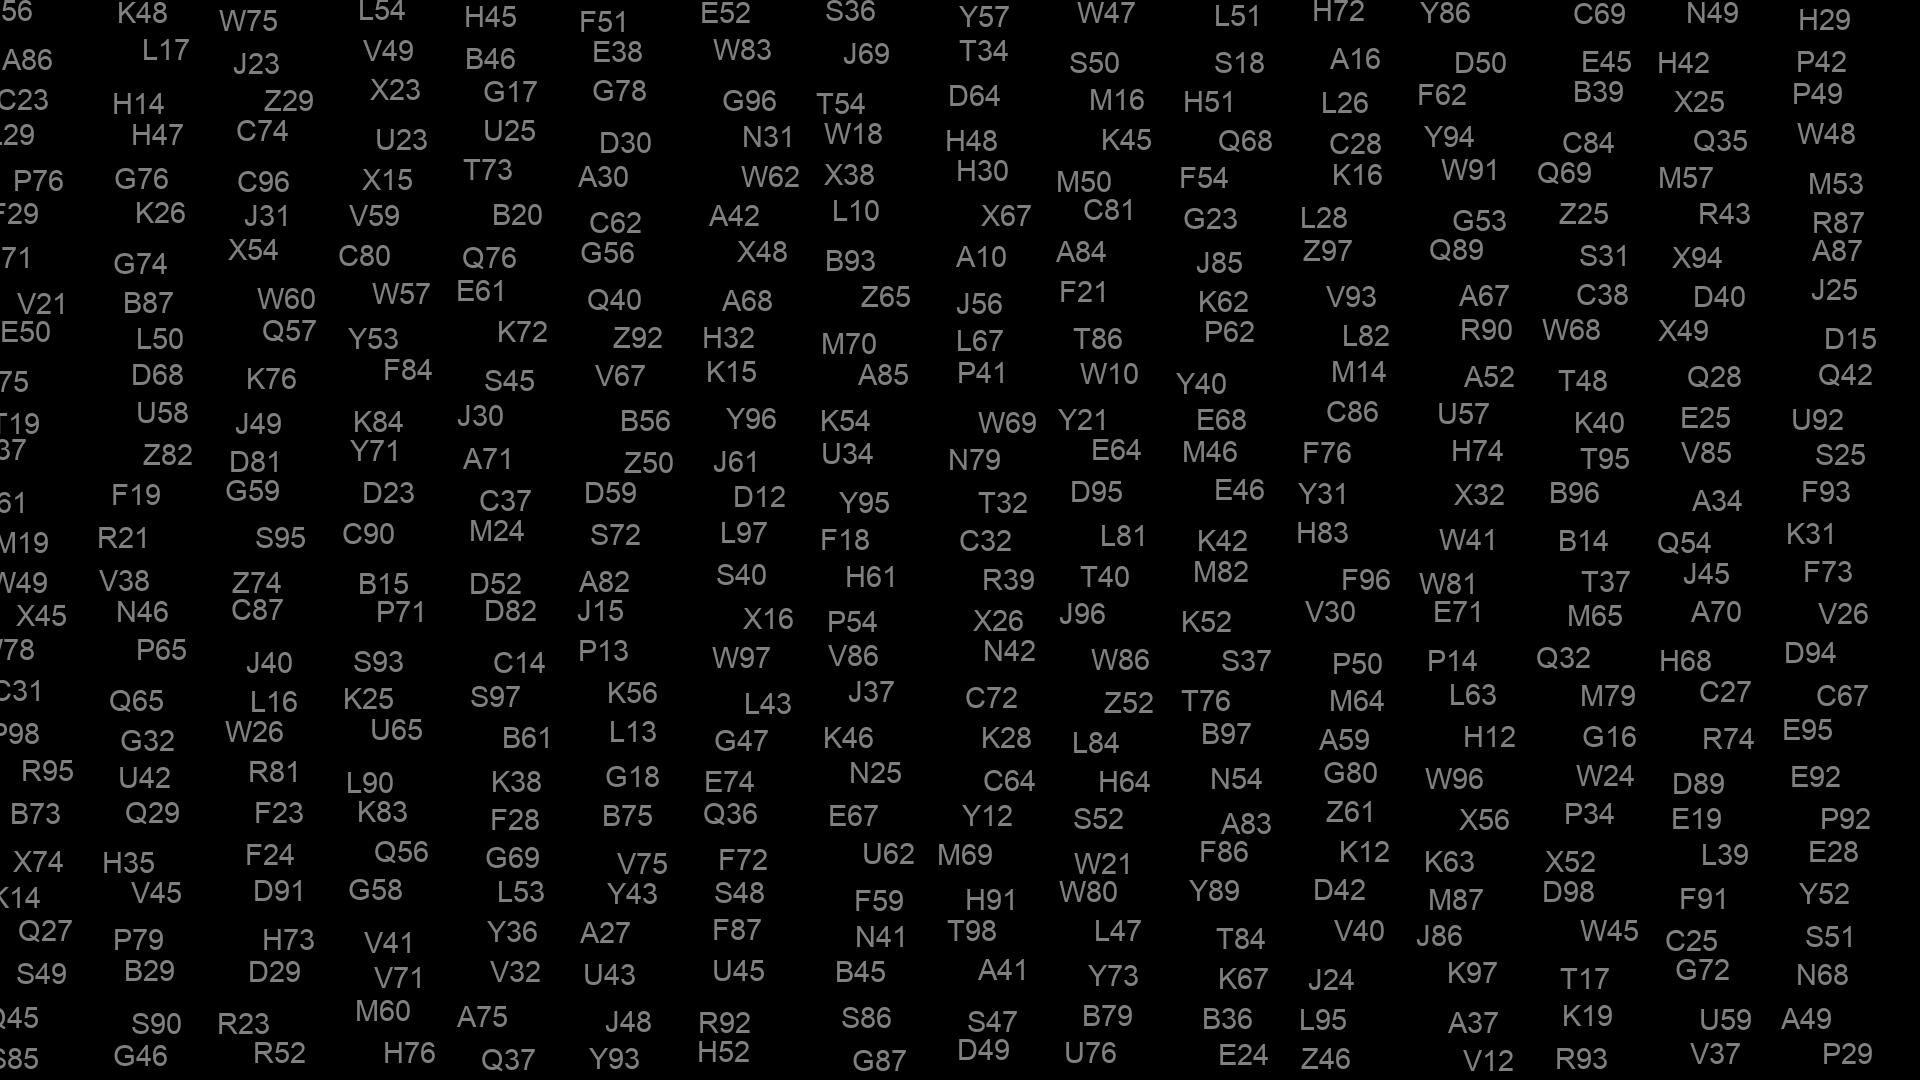 56 K48 W75 L54 H45 F51 E52 S36 Y57 W47 L51 H72 Y86 C69 N49 H29
A86 L17 J23 V49 B46 E38 W83 J69 T34 S50 S18 A16 D50 E45 H42 P42
C23 H14 Z29 X23 G17 G78 G96 T54 D64 M16 H51 L26 F62 B39 X25 P49
29 H47 C74 U23 U25 D30 N31 W18 H48 K45 Q68 C28 Y94 C84 Q35 W48
P76 G76 C96 X15 T73 A30 W62 X38 H30 M50 F54 K16 W91 Q69 M57 M53
F29 K26 J31 V59 B20 C62 A42 L10 X67 C81 G23 L28 G53 Z25 R43 R87
71 G74 X54 C80 Q76 G56 X48 B93 A10 A84 J85 Z97 Q89 S31 X94 A87
V21 B87 W60 W57 E61 Q40 A68 Z65 J56 F21 K62 V93 A67 C38 D40 J25
E50 L50 Q57 Y53 K72 Z92 H32 M70 L67 T86 P62 L82 R90 W68 X49 D15
75 D68 K76 F84 S45 V67 K15 A85 P41 W10 Y40 M14 A52 T48 Q28 Q42
T19 U58 J49 K84 J30 B56 Y96 K54 W69 Y21 E68 C86 U57 K40 E25 U92
37 Z82 D81 Y71 A71 Z50 J61 U34 N79 E64 M46 F76 H74 T95 V85 S25
61 F19 G59 D23 C37 D59 D12 Y95 T32 D95 E46 Y31 X32 B96 A34 F93
M19 R21 S95 C90 M24 S72 L97 F18 C32 L81 K42 H83 W41 B14 Q54 K31
W49 V38 Z74 B15 D52 A82 S40 H61 R39 T40 M82 F96 W81 T37 J45 F73
X45 N46 C87 P71 D82 J15 X16 P54 X26 J96 K52 V30 E71 M65 A70 V26
78 P65 J40 S93 C14 P13 W97 V86 N42 W86 S37 P50 P14 Q32 H68 D94
C31 Q65 L16 K25 S97 K56 L43 J37 C72 Z52 T76 M64 L63 M79 C27 C67
P98 G32 W26 U65 B61 L13 G47 K46 K28 L84 B97 A59 H12 G16 R74 E95
R95 U42 R81 L90 K38 G18 E74 N25 C64 H64 N54 G80 W96 W24 D89 E92
B73 Q29 F23 K83 F28 B75 Q36 E67 Y12 S52 A83 Z61 X56 P34 E19 P92
X74 H35 F24 Q56 G69 V75 F72 U62 M69 W21 F86 K12 K63 X52 L39 E28
K14 V45 D91 G58 L53 Y43 S48 F59 H91 W80 Y89 D42 M87 D98 F91 Y52
Q27 P79 H73 V41 Y36 A27 F87 N41 T98 L47 T84 V40 J86 W45 C25 S51
S49 B29 D29 V71 V32 U43 U45 B45 A41 Y73 K67 J24 K97 T17 G72 N68
Q45 S90 R23 M60 A75 J48 R92 S86 S47 B79 B36 L95 A37 K19 U59 A49
S85 G46 R52 H76 Q37 Y93 H52 G87 D49 U76 E24 Z46 V12 R93 V37 P29